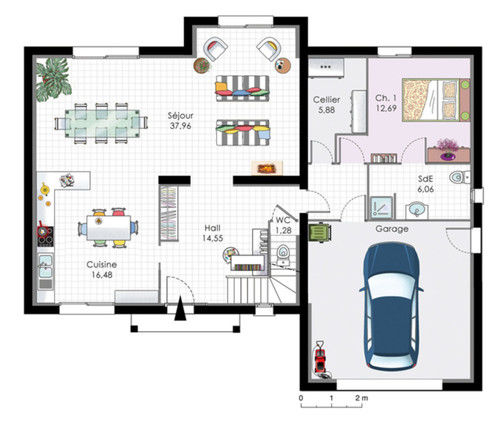 Séjour
37,96
Cellier
5,88
Ch. 1
12,69
SdE
6,06
WC
1,28
Hall
14,55
Garage
Cuisine
16,48
0 1 2 m